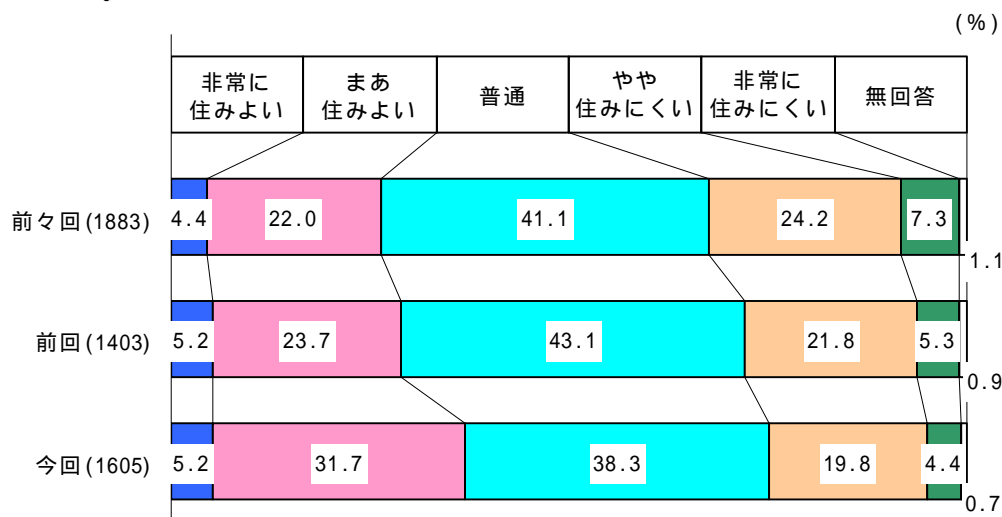 (%)
非常に
住みよい
まあ
住みよい
普通
やや
住みにくい
非常に
住みにくい
無回答
前々回(1883)
4.4
22.0
41.1
24.2
7.3
1.1
前回(1403)
5.2
23.7
43.1
21.8
5.3
0.9
今回(1605)
5.2
31.7
38.3
19.8
4.4
0.7